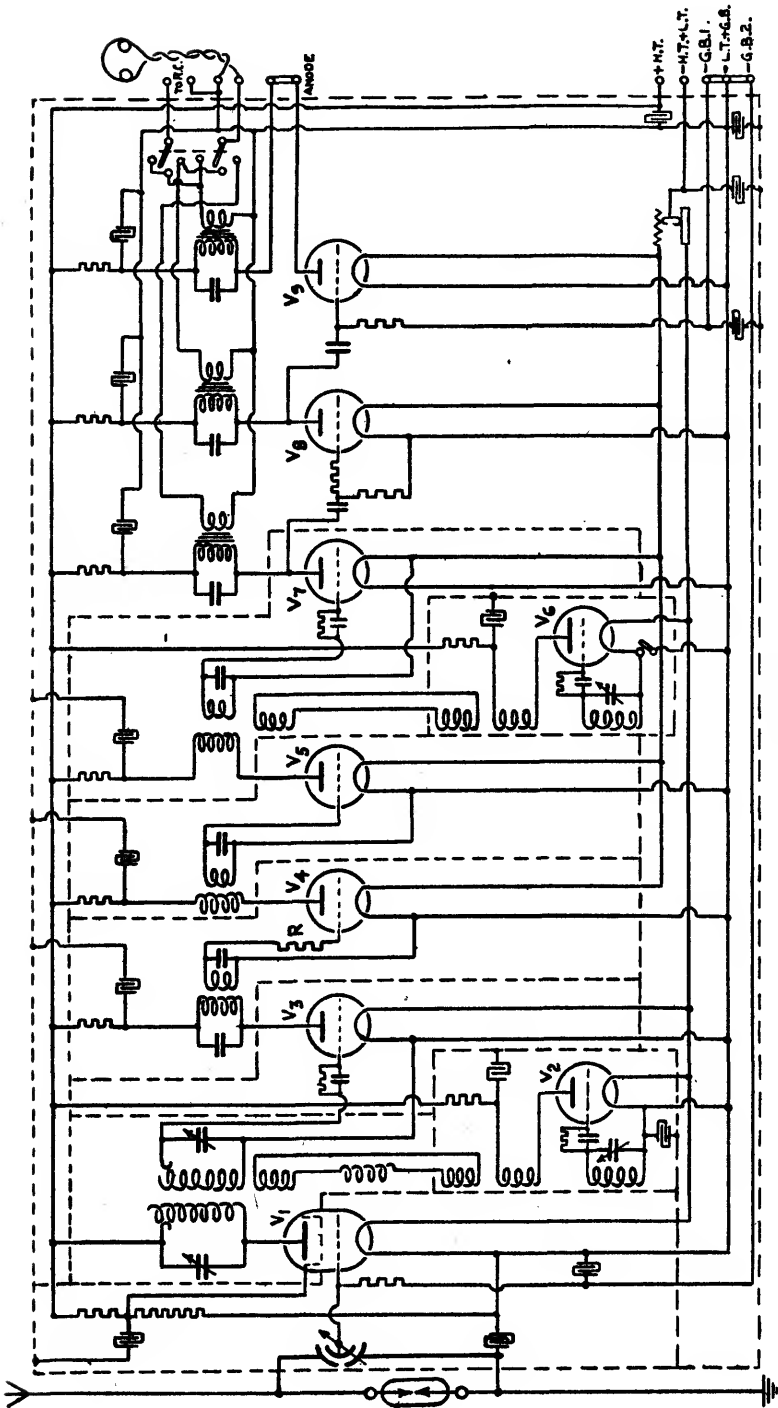 TO R.C.
ANODE
+ H.T.
- H.T.+ L.T.
- G.B.1.
- L.T.+ G.B.
- G.B.2.
V1
V2
V3
R
V4
V5
V6
V7
V8
V9